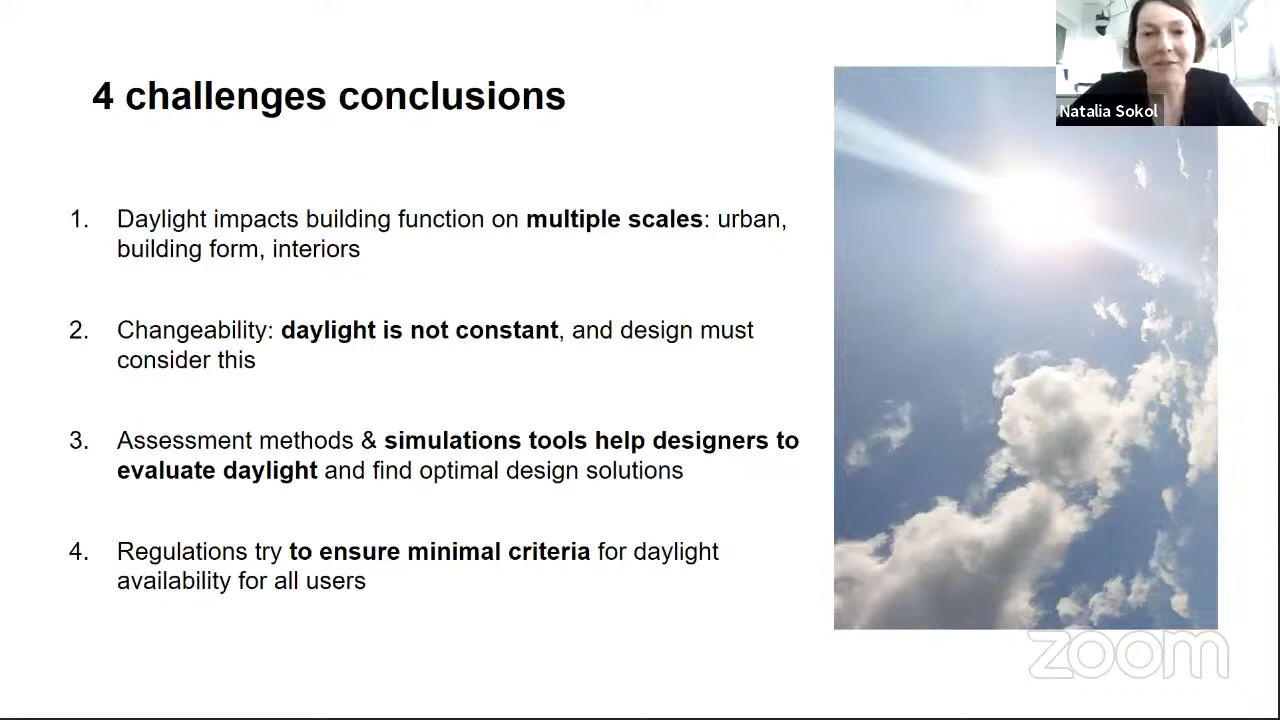 4 challenges conclusions
Natalia Sokol
1. Daylight impacts building function on multiple scales: urban,
building form, interiors
2. Changeability: daylight is not constant, and design must
consider this
3. Assessment methods & simulations tools help designers to
evaluate daylight and find optimal design solutions
4. Regulations try to ensure minimal criteria for daylight
availability for all users
zoom